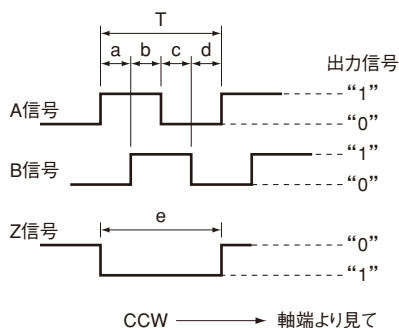 T
a b c d
出力信号
A信号
“1”
“0”
B信号
“1”
“0”
e
Z信号
“0”
“1”
CCW 軸端より見て